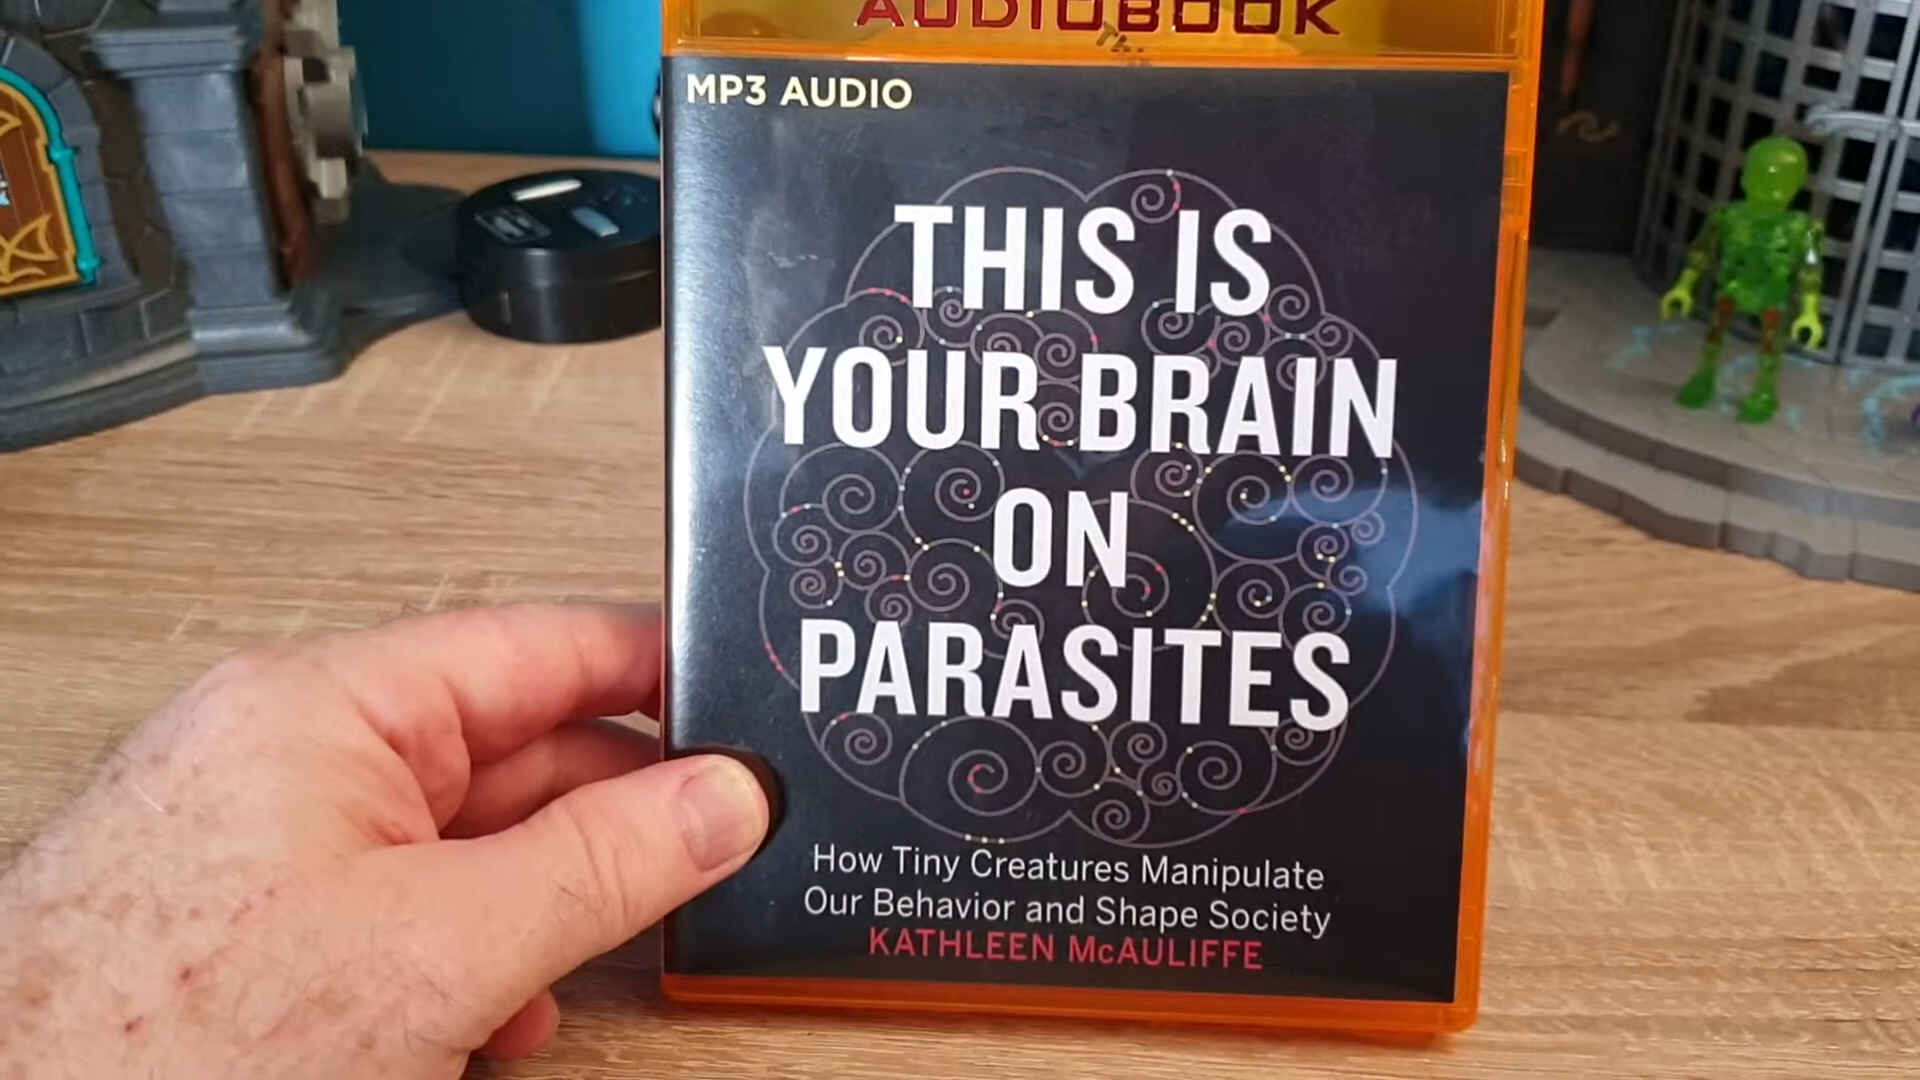 AUDIOBOOK
MP3 AUDIO
THIS IS
YOUR BRAIN
ON
PARASITES
How Tiny Creatures Manipulate
Our Behavior and Shape Society
KATHLEEN McAULIFFE